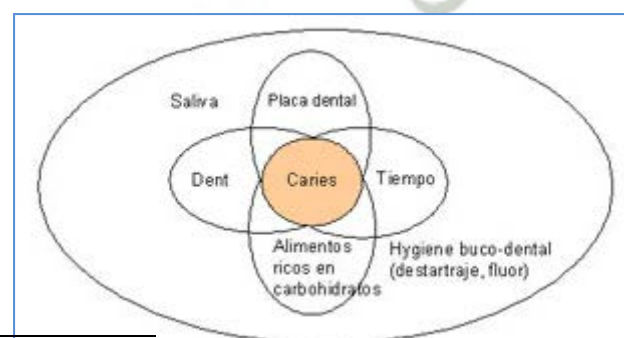 Saliva
Placa dental
Dent
Caries
Tiempo
Alimentos
ricos en
carbohidratos
Hygiene buco-dental
(destartraje, fluor)